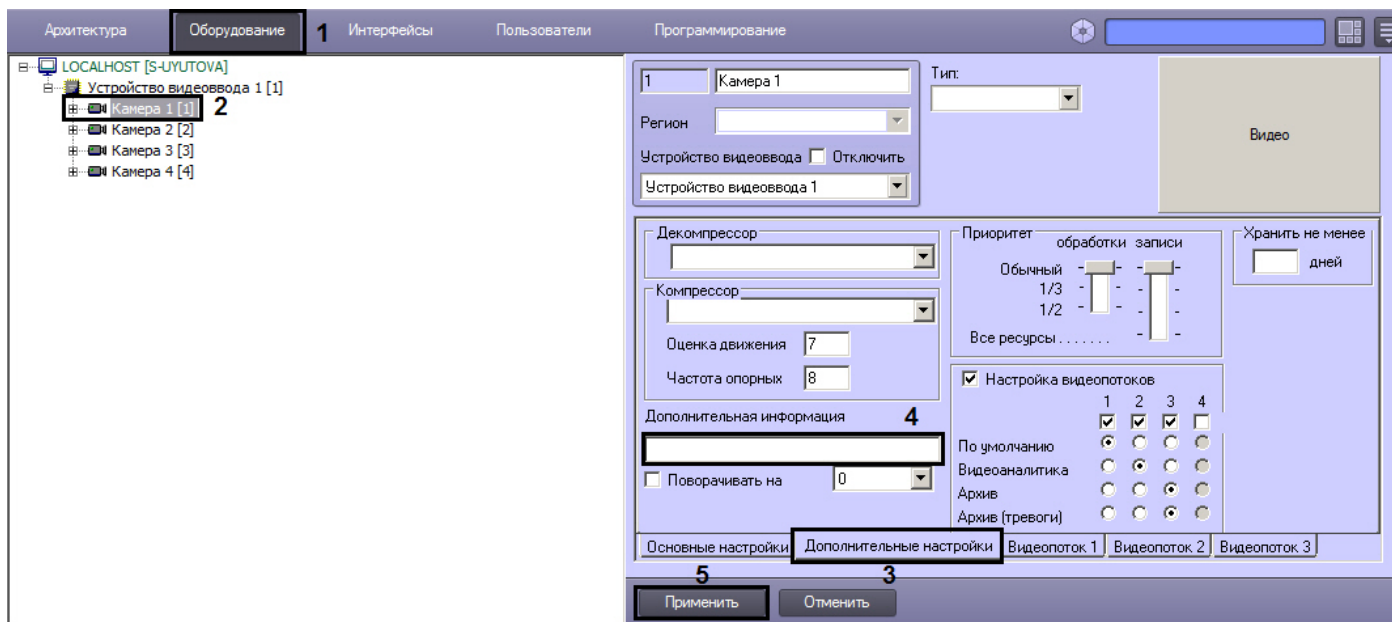 Архитектура Оборудование 1 Интерфейсы Пользователи Программирование
LOCALHOST [S-UYUTOVA]
Устройство видеоввода 1 [1]
Камера 1 [1] 2
Камера 2 [2]
Камера 3 [3]
Камера 4 [4]
1 Камера 1
Тип:
Регион
Устройство видеоввода Отключить
Устройство видеоввода 1
Видео
Декомпрессор
Компрессор
Оценка движения 7
Частота опорных 8
Дополнительная информация 4
Поворачивать на 0
Приоритет
обработки записи
Обычный
1/3
1/2
Все ресурсы . . . . . . .
Хранить не менее
дней
Настройка видеопотоков
1 2 3 4
По умолчанию
Видеоаналитика
Архив
Архив (тревоги)
Основные настройки Дополнительные настройки Видеопоток 1 Видеопоток 2 Видеопоток 3
5 3
Применить Отменить